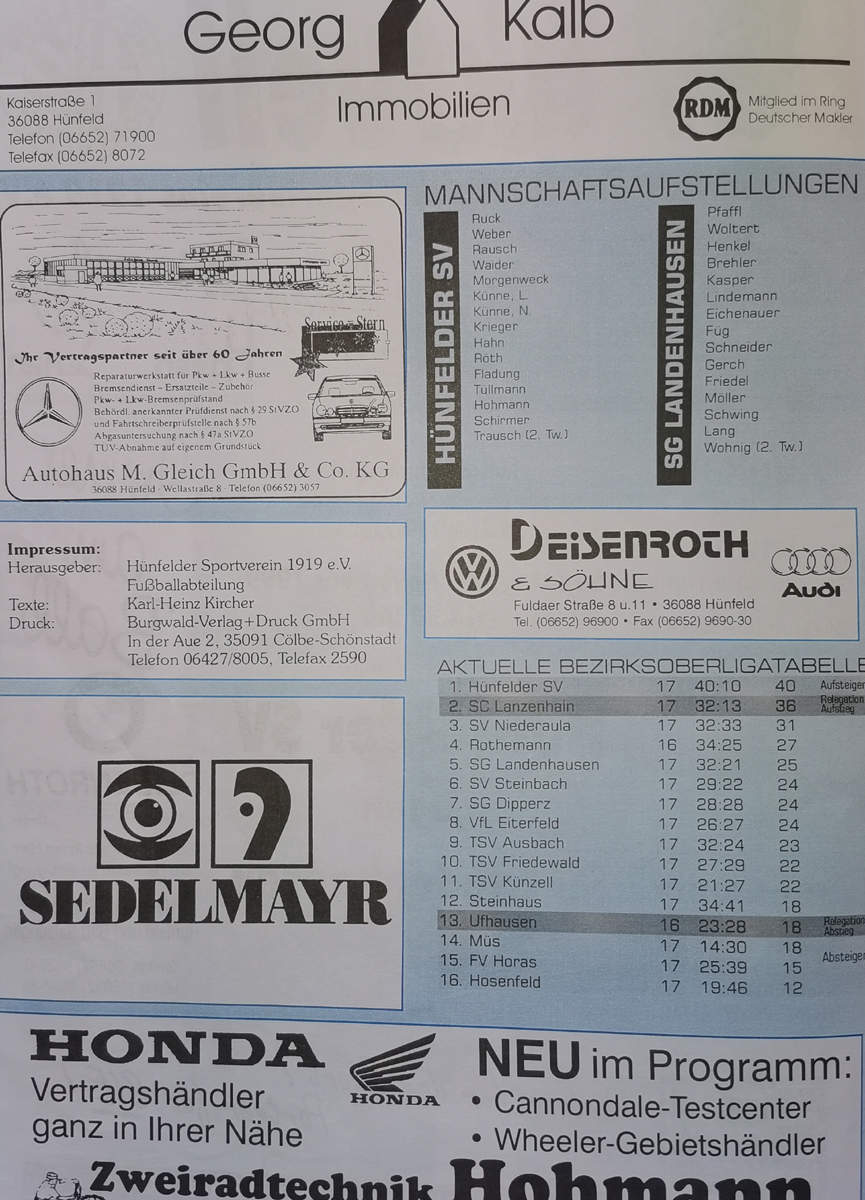 Georg Kalb
Immobilien
Kaiserstraße 1
36088 Hünfeld
Telefon (06652) 71900
Telefax (06652) 8072
RDM
Mitglied im Ring
Deutscher Makler
Service-Stern
Ihr Vertragspartner seit über 60 Jahren
Reparaturwerkstatt für Pkw + Lkw + Busse
Bremsendienst – Ersatzteile – Zubehör
Pkw- + Lkw-Bremsenprüfstand
Behördl. anerkannter Prüfdienst nach § 29 StVZO
und Fahrtschreiberprüfstelle nach § 57b
Abgasuntersuchung nach § 47a StVZO
TÜV-Abnahme auf eigenem Grundstück
Autohaus M. Gleich GmbH & Co. KG
36088 Hünfeld · Wellastraße 8 · Telefon (06652) 3057
MANNSCHAFTSAUFSTELLUNGEN
HÜNFELDER SV
Ruck
Weber
Rausch
Waider
Morgenweck
Künne, L.
Künne, N.
Krieger
Hahn
Röth
Fladung
Tüllmann
Hohmann
Schirmer
Trausch (2. Tw.)
SG LANDENHAUSEN
Pfaffl
Woltert
Henkel
Brehler
Kasper
Lindemann
Eichenauer
Füg
Schneider
Gerch
Friedel
Möller
Schwing
Lang
Wohnig (2. Tw.)
Impressum:
Herausgeber: Hünfelder Sportverein 1919 e.V.
Fußballabteilung
Texte: Karl-Heinz Kircher
Druck: Burgwald-Verlag+Druck GmbH
In der Aue 2, 35091 Cölbe-Schönstadt
Telefon 06427/8005, Telefax 2590
DEISENROTH
& SÖHNE
Audi
Fuldaer Straße 8 u. 11 • 36088 Hünfeld
Tel. (06652) 96900 • Fax (06652) 9690-30
AKTUELLE BEZIRKSOBERLIGATABELLE
1. Hünfelder SV 17 40:10 40 Aufsteiger
2. SC Lanzenhain 17 32:13 36 Relegation Aufstieg
3. SV Niederaula 17 32:33 31
4. Rothemann 16 34:25 27
5. SG Landenhausen 17 32:21 25
6. SV Steinbach 17 29:22 24
7. SG Dipperz 17 28:28 24
8. VfL Eiterfeld 17 26:27 24
9. TSV Ausbach 17 32:24 23
10. TSV Friedewald 17 27:29 22
11. TSV Künzell 17 21:27 22
12. Steinhaus 17 34:41 18
13. Ufhausen 16 23:28 18 Relegation Abstieg
14. Müs 17 14:30 18
15. FV Horas 17 25:39 15 Absteiger
16. Hosenfeld 17 19:46 12
SEDELMAYR
HONDA
Vertragshändler
ganz in Ihrer Nähe
HONDA
NEU im Programm:
• Cannondale-Testcenter
• Wheeler-Gebietshändler
Zweiradtechnik Hohmann